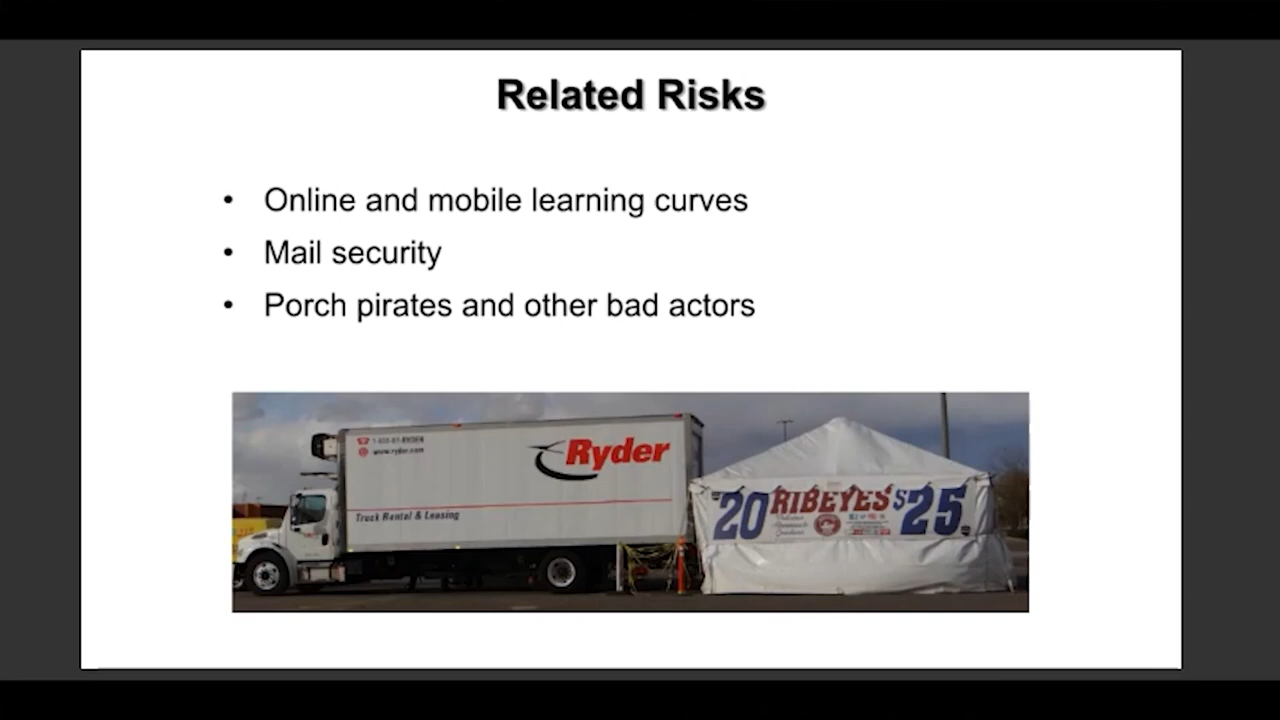 Related Risks
• Online and mobile learning curves
• Mail security
• Porch pirates and other bad actors
1-800-GO-RYDER
www.ryder.com
Ryder
Truck Rental & Leasing
20 RIBEYES $25